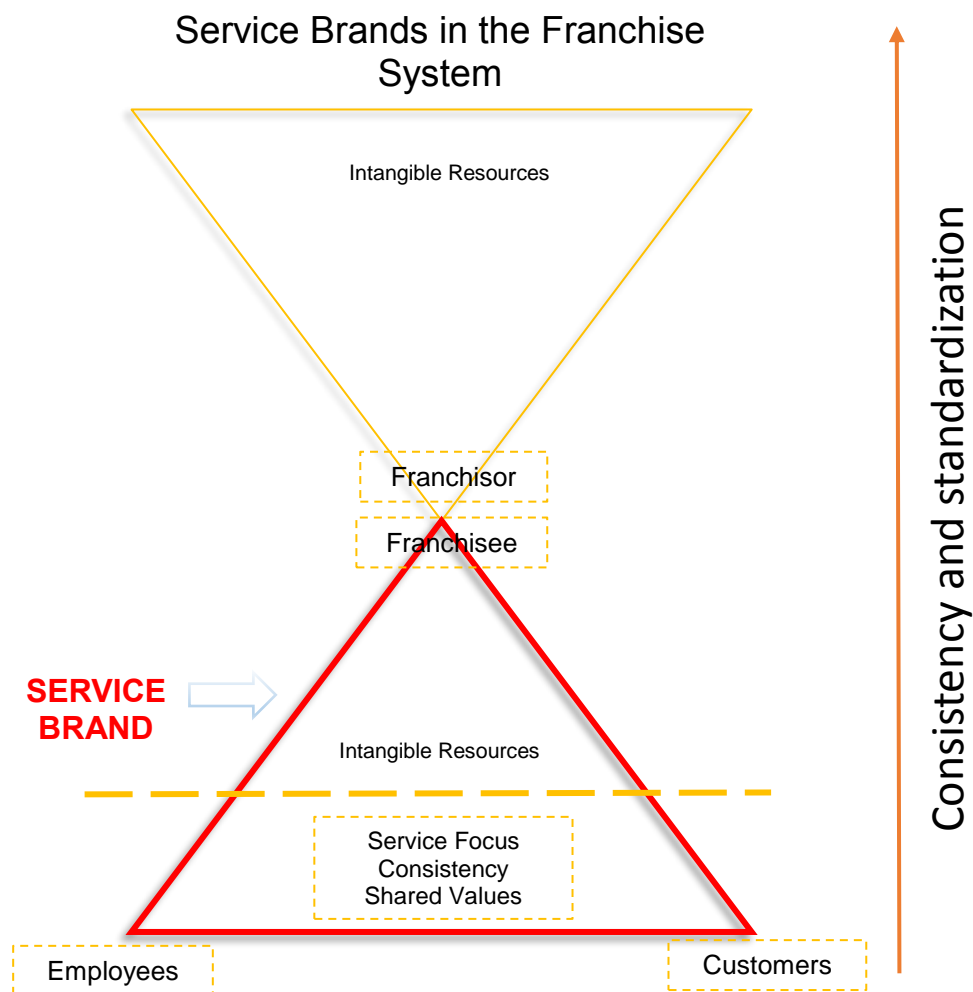 Service Brands in the Franchise
System
Intangible Resources
Franchisor
Franchisee
SERVICE
BRAND
Intangible Resources
Service Focus
Consistency
Shared Values
Employees
Customers
Consistency and standardization